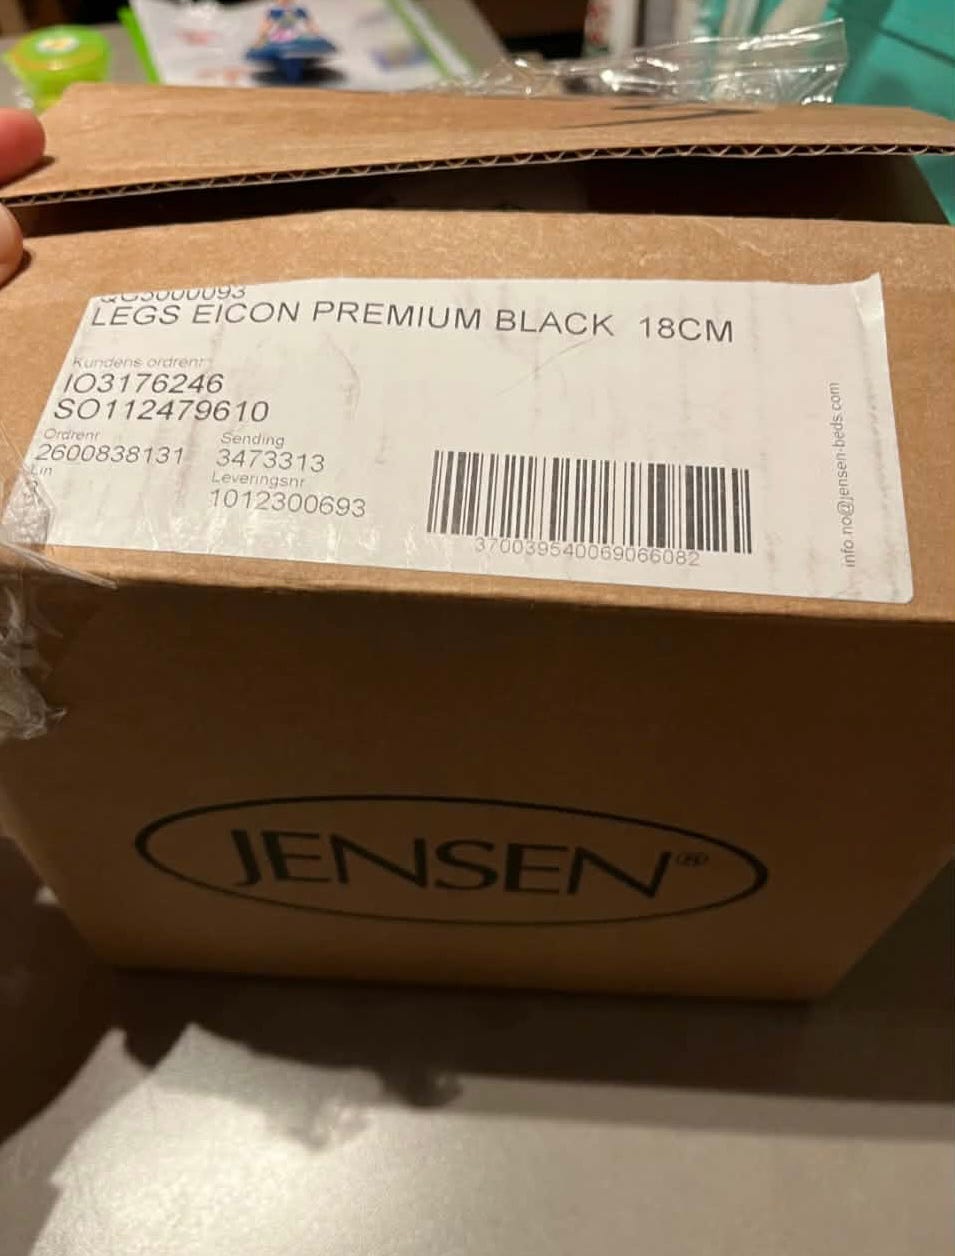 LEGS EICON PREMIUM BLACK 18CM
Kundens ordrenr
IO3176246
SO112479610
Ordrenr
2600838131
Sending
3473313
Lin
Leveringsnr
1012300693
370039540069066082
info.no@jensen-beds.com
JENSEN®